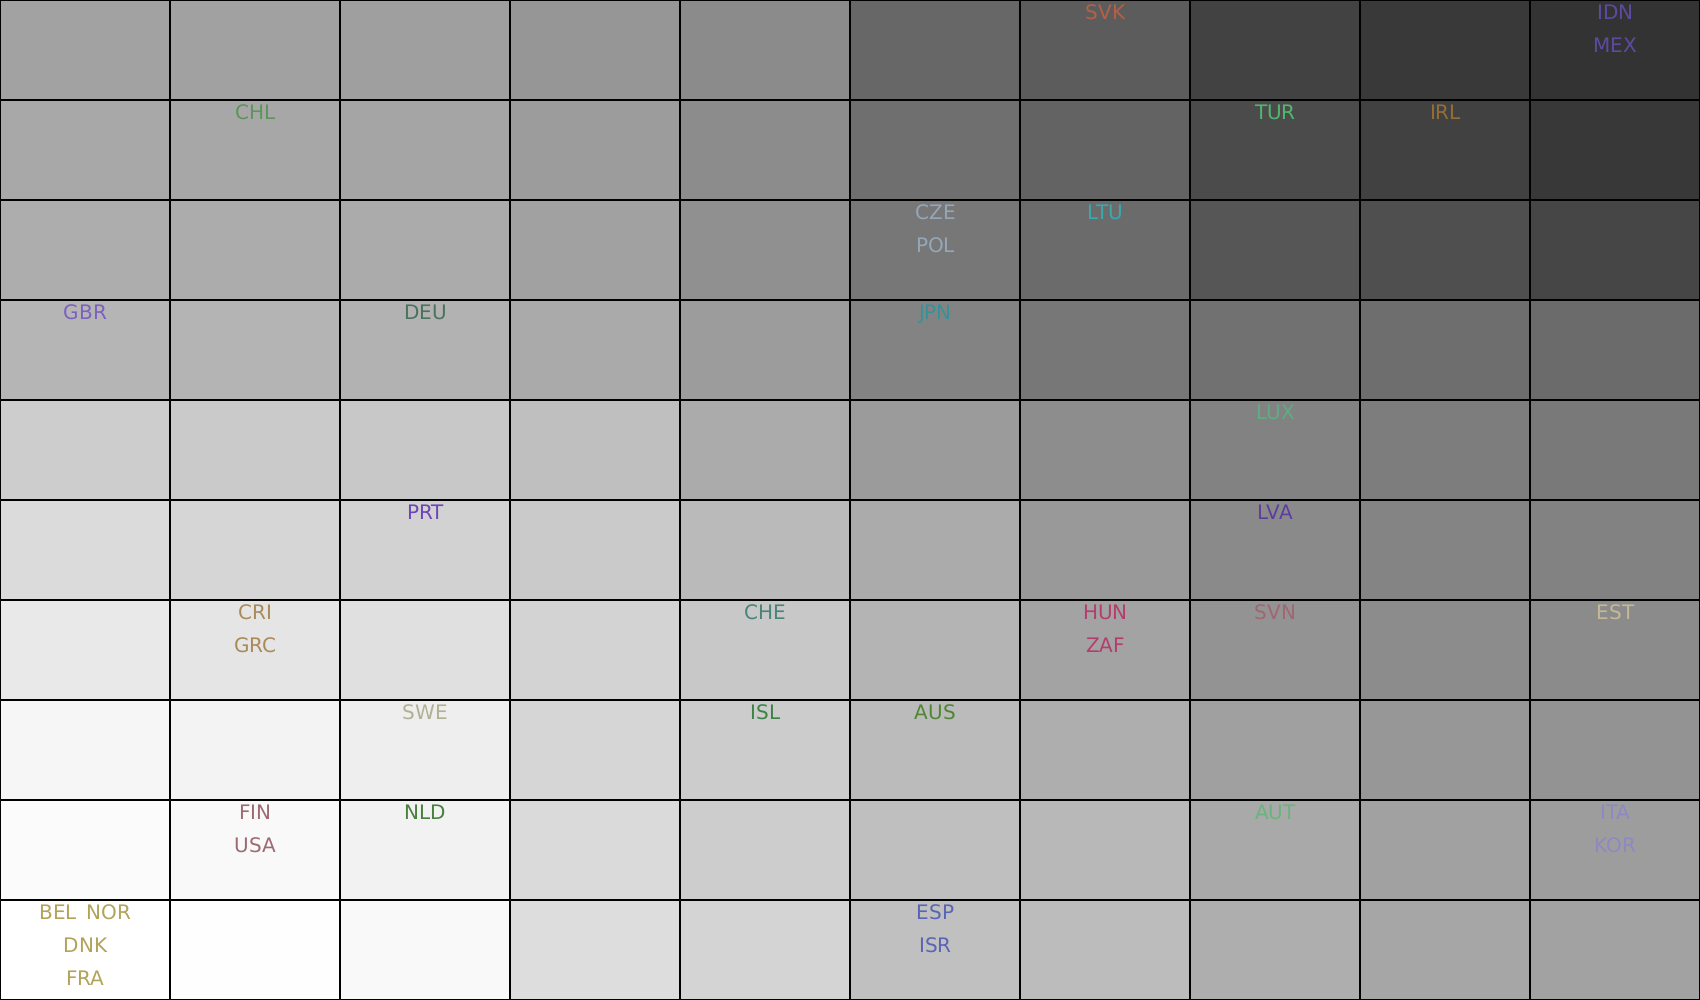 SVK
IDN
MEX
CHL
TUR
IRL
CZE
POL
LTU
GBR
DEU
JPN
LUX
PRT
LVA
CRI
GRC
CHE
HUN
ZAF
SVN
EST
SWE
ISL
AUS
FIN
USA
NLD
AUT
ITA
KOR
BEL NOR
DNK
FRA
ESP
ISR